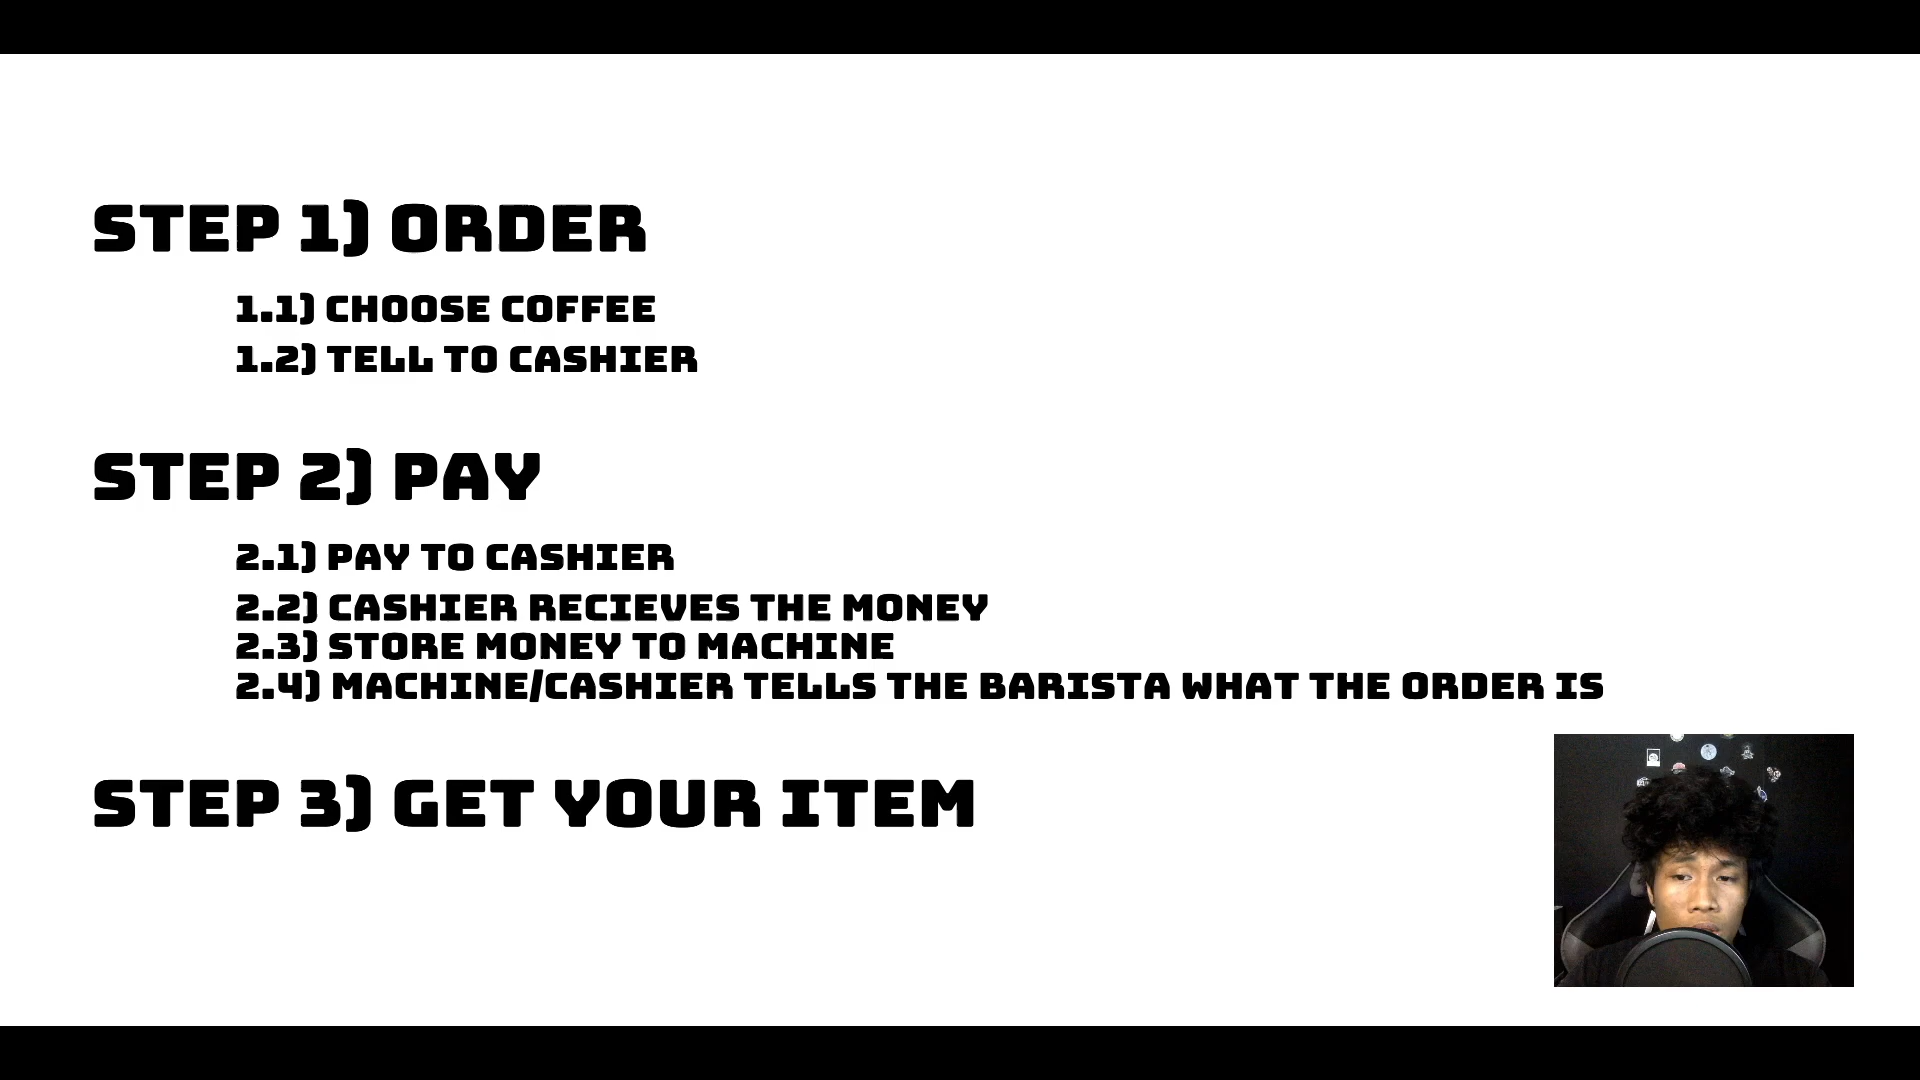 STEP 1) ORDER
1.1) CHOOSE COFFEE
1.2) TELL TO CASHIER
STEP 2) PAY
2.1) PAY TO CASHIER
2.2) CASHIER RECIEVES THE MONEY
2.3) STORE MONEY TO MACHINE
2.4) MACHINE/CASHIER TELLS THE BARISTA WHAT THE ORDER IS
STEP 3) GET YOUR ITEM